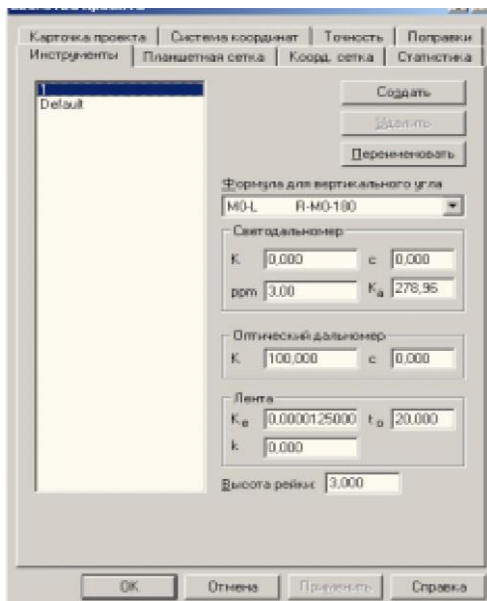 Карточка проекта Система координат Точность Поправки
Инструменты Планшетная сетка Коорд. сетка Статистика
1
Default
Создать
Удалить
Переименовать
Формула для вертикального угла
M0-L R-M0-180
Светодальномер
K 0,000 c 0,000
ppm 3,00 Ka 278,96
Оптический дальномер
K 100,000 c 0,000
Лента
Ke 0,0000125000 to 20,000
k 0,000
Высота рейки: 3,000
OK Отмена Применить Справка